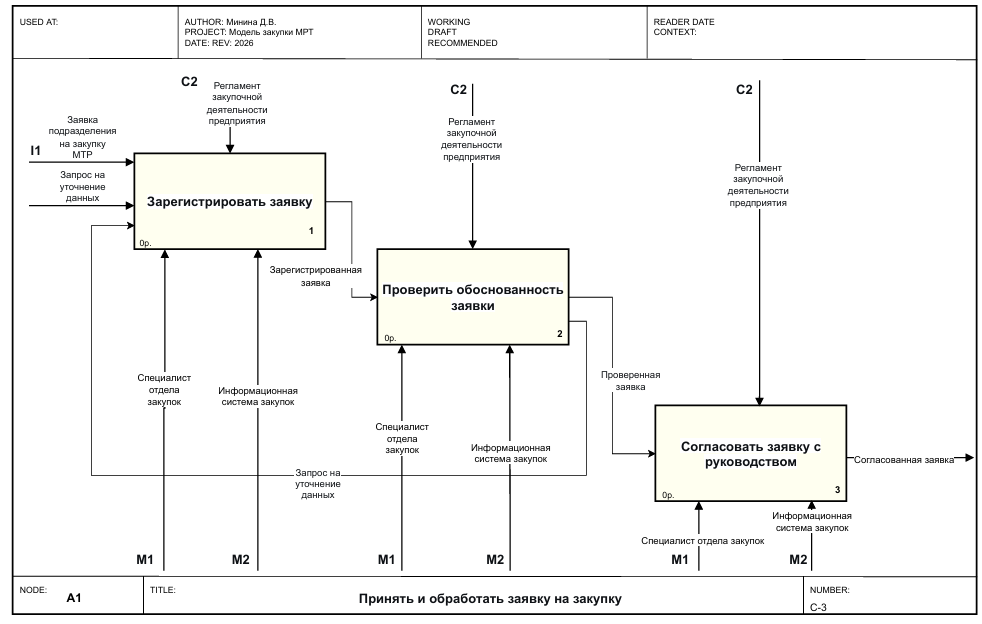 USED AT:
AUTHOR: Минина Д.В.
PROJECT: Модель закупки МРТ
DATE: REV: 2026
WORKING
DRAFT
RECOMMENDED
READER DATE
CONTEXT:
C2
Регламент
закупочной
деятельности
предприятия
C2
Регламент
закупочной
деятельности
предприятия
C2
Регламент
закупочной
деятельности
предприятия
I1
Заявка
подразделения
на закупку
МТР
Запрос на
уточнение
данных
Зарегистрировать заявку
1
0р.
Зарегистрированная
заявка
Проверить обоснованность
заявки
2
0р.
Проверенная
заявка
Согласовать заявку с
руководством
3
0р.
Согласованная заявка
Специалист
отдела
закупок
Информационная
система закупок
Специалист
отдела
закупок
Информационная
система закупок
Запрос на
уточнение
данных
Специалист отдела закупок
Информационная
система закупок
M1
M2
M1
M2
M1
M2
NODE:
A1
TITLE:
Принять и обработать заявку на закупку
NUMBER:
C-3